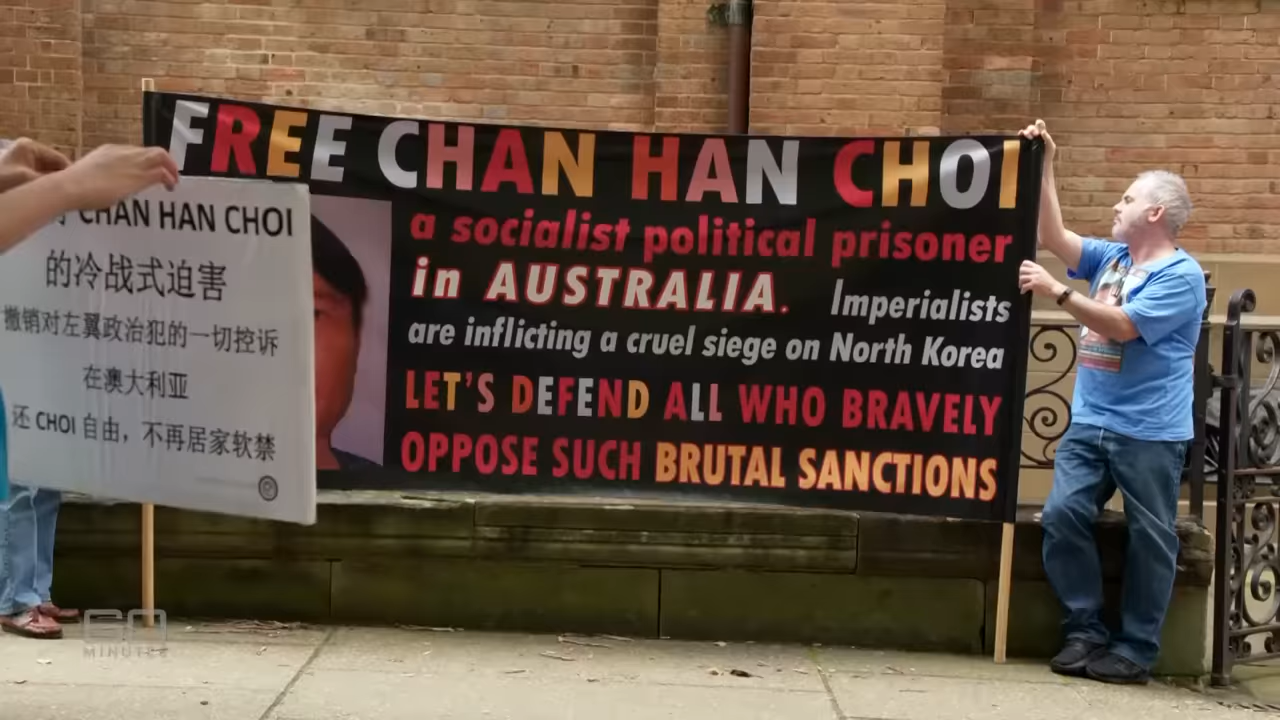 FREE CHAN HAN CHOI
a socialist political prisoner
in AUSTRALIA. Imperialists
are inflicting a cruel siege on North Korea
LET'S DEFEND ALL WHO BRAVELY
OPPOSE SUCH BRUTAL SANCTIONS
CHAN HAN CHOI
的冷战式迫害
撤销对左翼政治犯的一切控诉
在澳大利亚
还 CHOI 自由，不再居家软禁
60
MINUTES